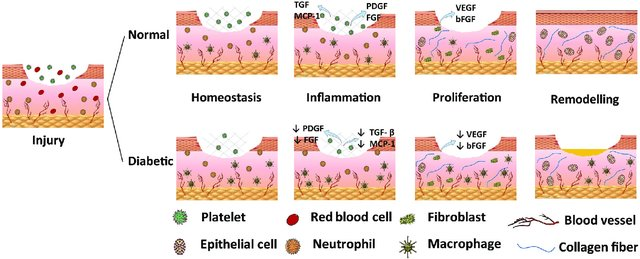 Normal
TGF
MCP-1
PDGF
FGF
VEGF
bFGF
Homeostasis
Inflammation
Proliferation
Remodelling
Injury
Diabetic
↓ PDGF
↓ FGF
↓ TGF- β
↓ MCP-1
↓ VEGF
↓ bFGF
Platelet
Red blood cell
Fibroblast
Blood vessel
Epithelial cell
Neutrophil
Macrophage
Collagen fiber